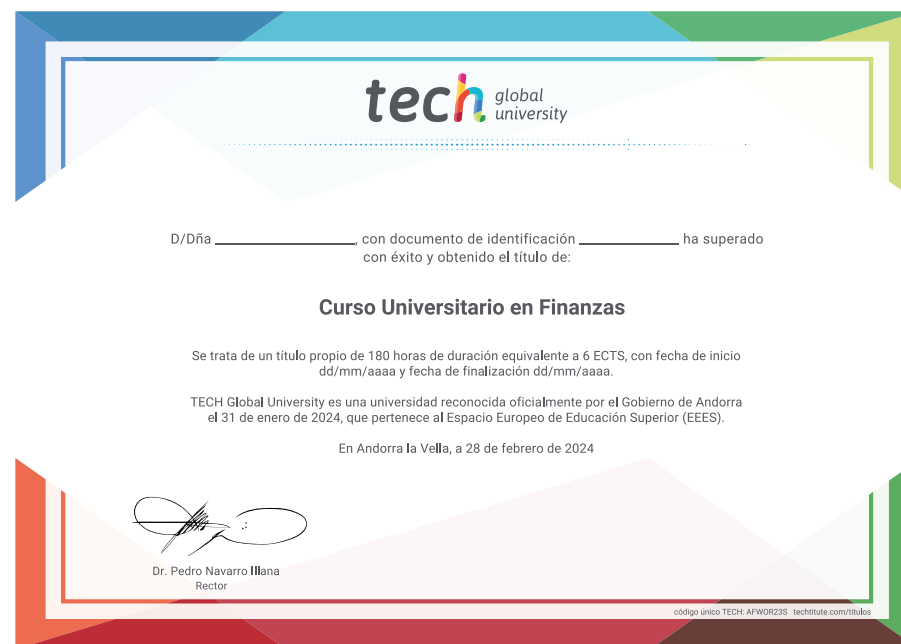 tech global university
D/Dña , con documento de identificación ha superado
con éxito y obtenido el título de:
Curso Universitario en Finanzas
Se trata de un título propio de 180 horas de duración equivalente a 6 ECTS, con fecha de inicio
dd/mm/aaaa y fecha de finalización dd/mm/aaaa.
TECH Global University es una universidad reconocida oficialmente por el Gobierno de Andorra
el 31 de enero de 2024, que pertenece al Espacio Europeo de Educación Superior (EEES).
En Andorra la Vella, a 28 de febrero de 2024
Dr. Pedro Navarro Illana
Rector
código único TECH: AFWOR23S techtitute.com/titulos